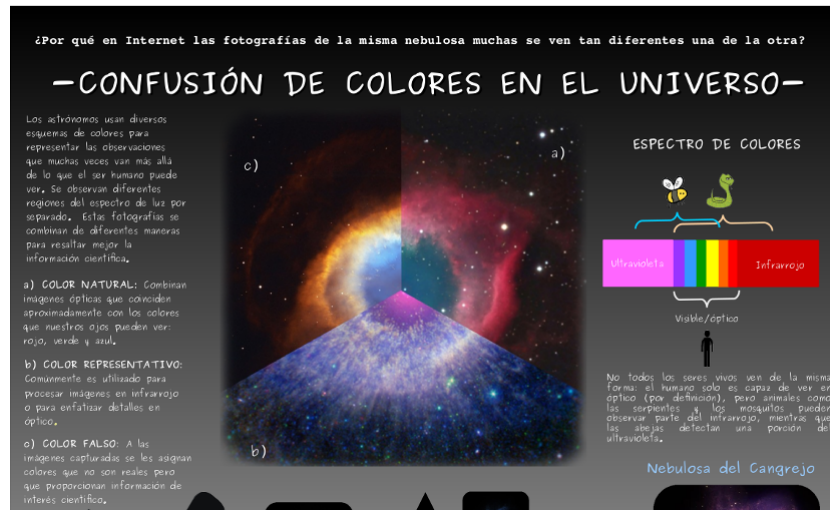 ¿Por qué en Internet las fotografías de la misma nebulosa muchas se ven tan diferentes una de la otra?
-CONFUSIÓN DE COLORES EN EL UNIVERSO-
Los astrónomos usan diversos
esquemas de colores para
representar las observaciones
que muchas veces van más allá
de lo que el ser humano puede
ver. Se observan diferentes
regiones del espectro de luz por
separado. Estas fotografías se
combinan de diferentes maneras
para resaltar mejor la
información científica.
a) COLOR NATURAL: Combinan
imágenes ópticas que coinciden
aproximadamente con los colores
que nuestros ojos pueden ver:
rojo, verde y azul.
b) COLOR REPRESENTATIVO:
Comúnmente es utilizado para
procesar imágenes en infrarrojo
o para enfatizar detalles en
óptico.
c) COLOR FALSO: A las
imágenes capturadas se les asignan
colores que no son reales pero
que proporcionan información de
interés científico.
c)
a)
b)
ESPECTRO DE COLORES
Ultravioleta
Infrarrojo
Visible/óptico
No todos los seres vivos ven de la misma
forma: el humano solo es capaz de ver en
óptico (por definición), pero animales como
las serpientes y los mosquitos pueden
observar parte del infrarrojo, mientras que
las abejas detectan una porción de
ultravioleta.
Nebulosa del Cangrejo